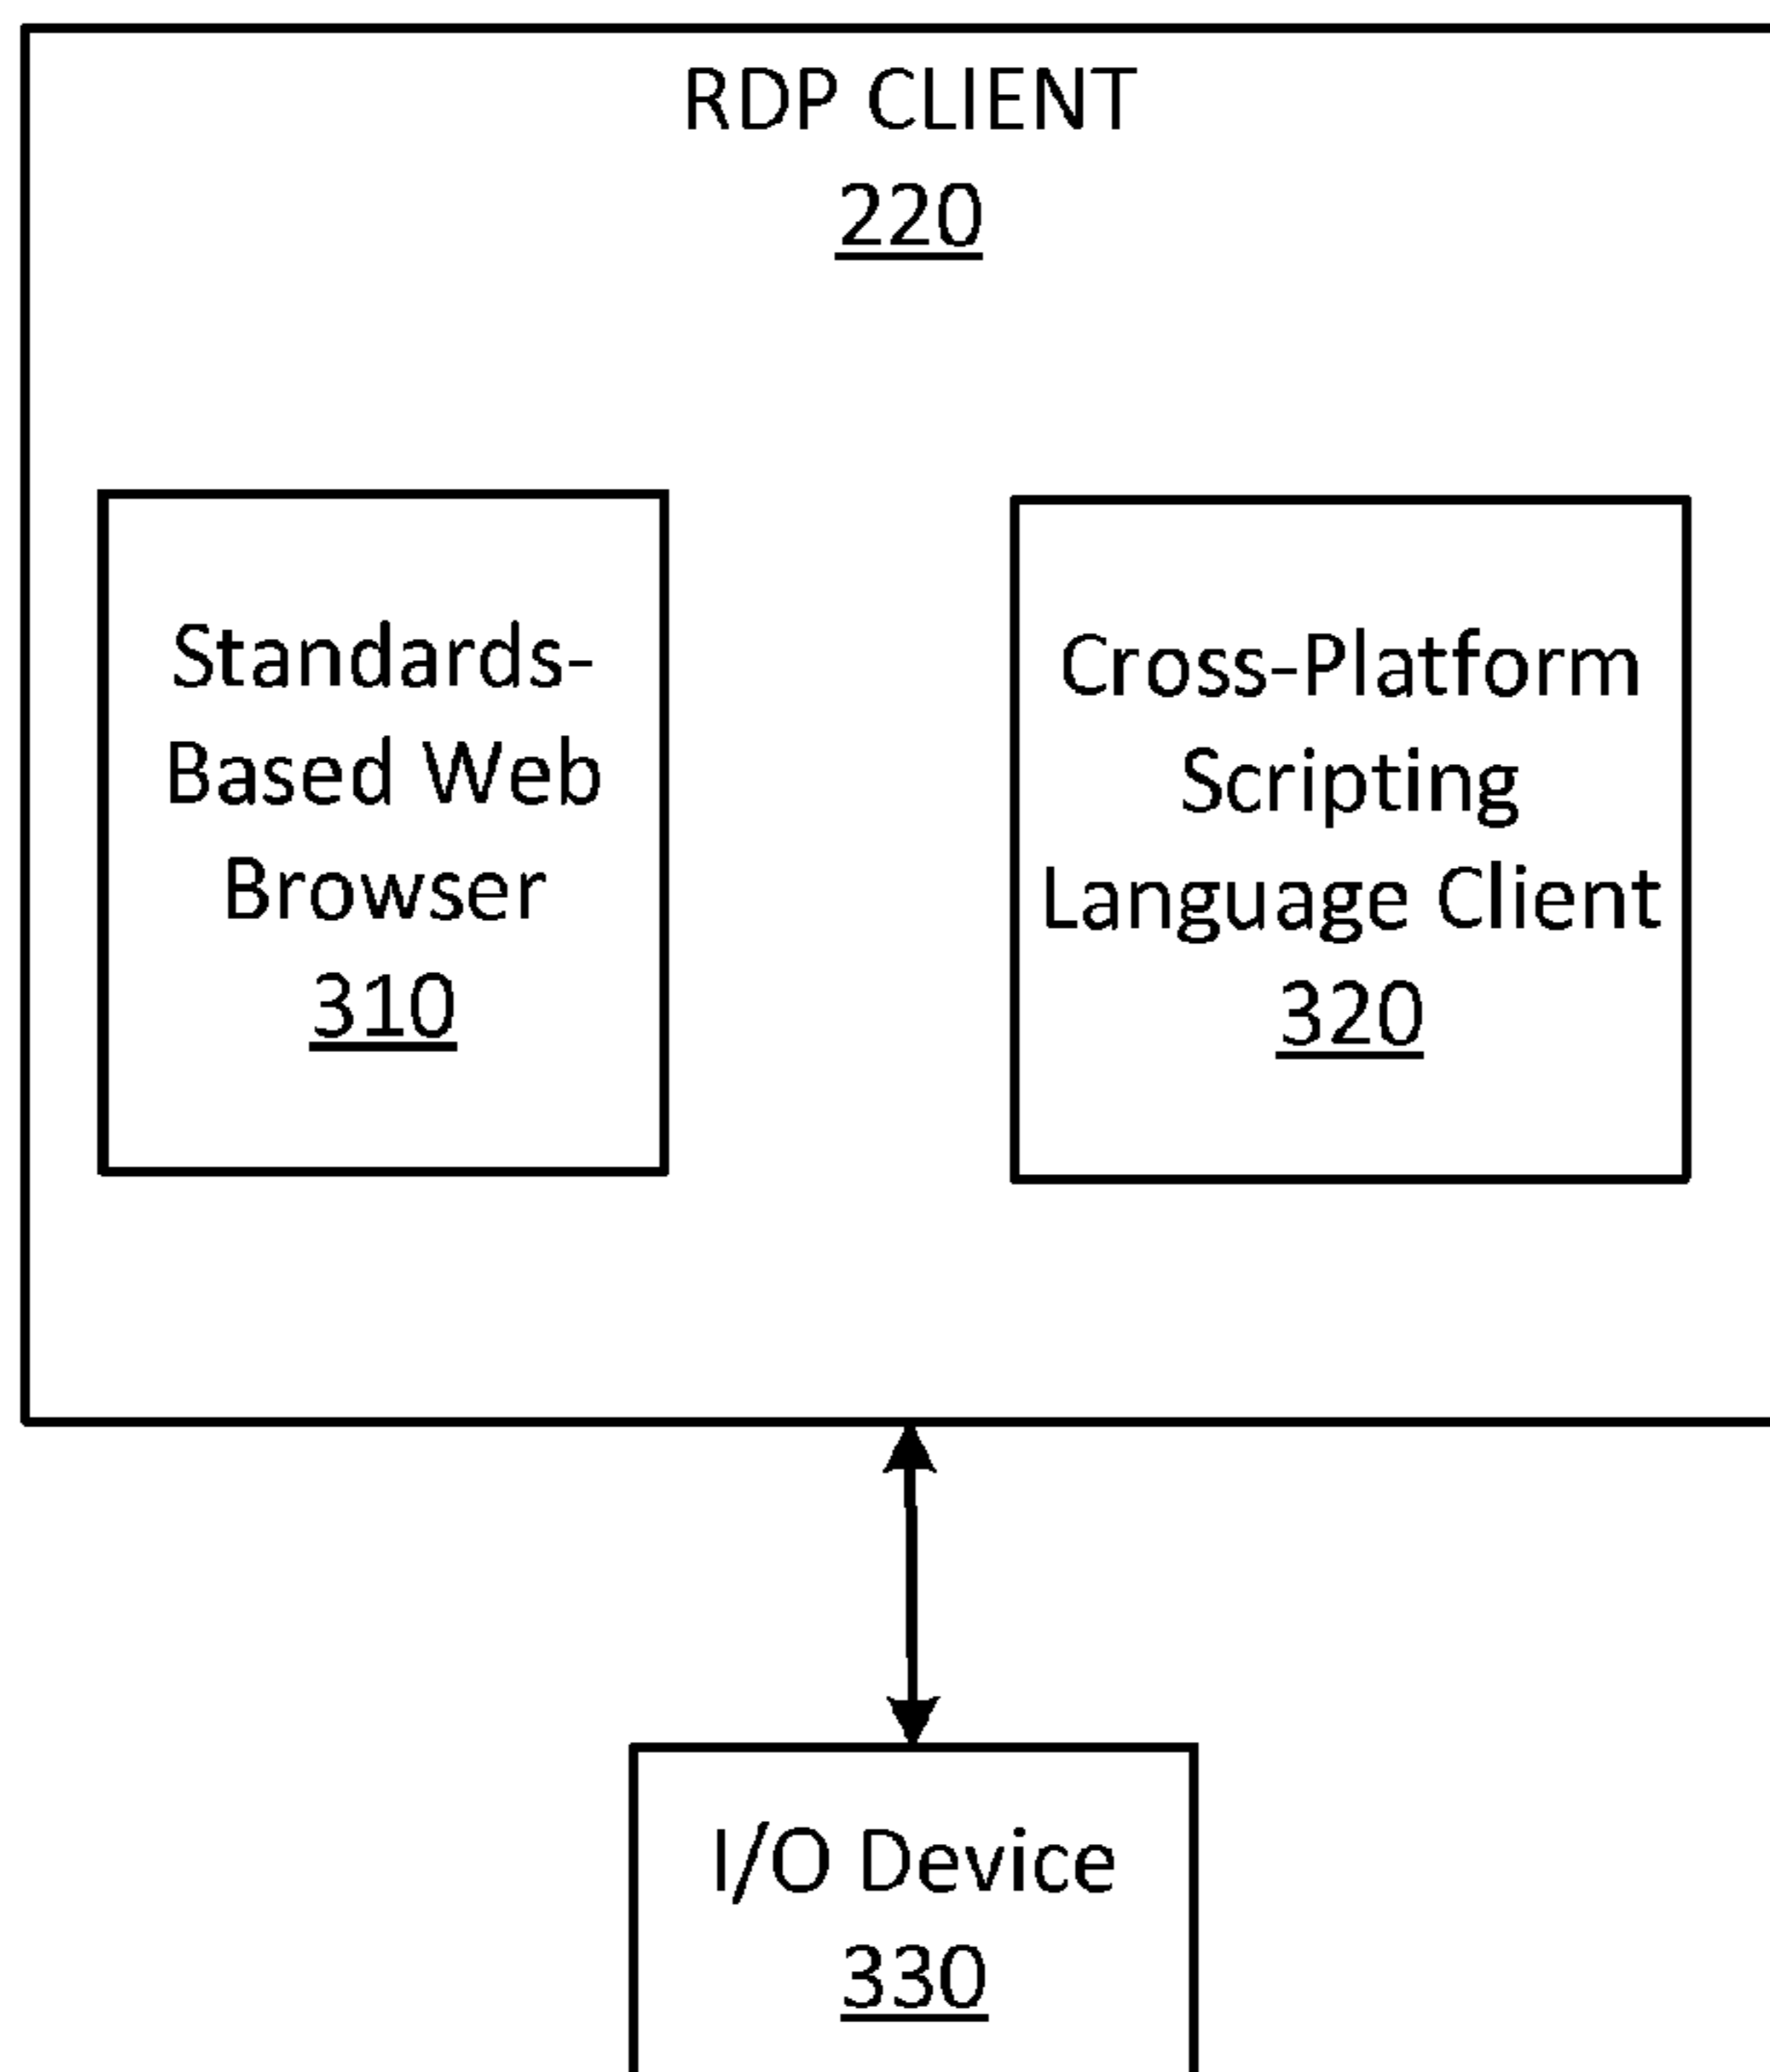 RDP CLIENT
220
Standards-
Based Web
Browser
310
Cross-Platform
Scripting
Language Client
320
I/O Device
330